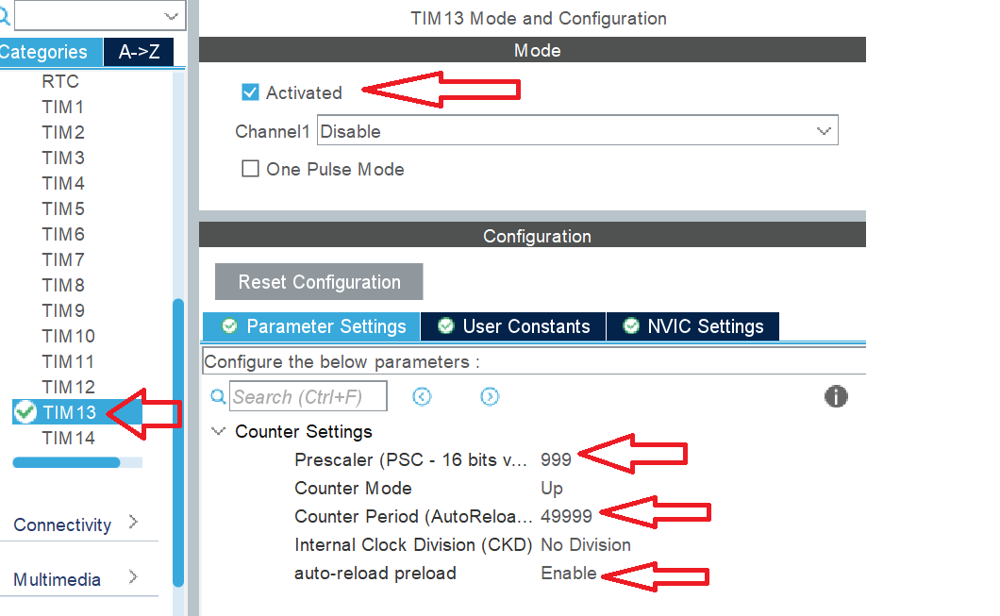 TIM13 Mode and Configuration
Categories A->Z
RTC
TIM1
TIM2
TIM3
TIM4
TIM5
TIM6
TIM7
TIM8
TIM9
TIM10
TIM11
TIM12
TIM13
TIM14
Connectivity
Multimedia
Mode
Activated
Channel1 Disable
One Pulse Mode
Configuration
Reset Configuration
Parameter Settings User Constants NVIC Settings
Configure the below parameters :
Search (Ctrl+F)
Counter Settings
Prescaler (PSC - 16 bits v... 999
Counter Mode Up
Counter Period (AutoReloa... 49999
Internal Clock Division (CKD) No Division
auto-reload preload Enable